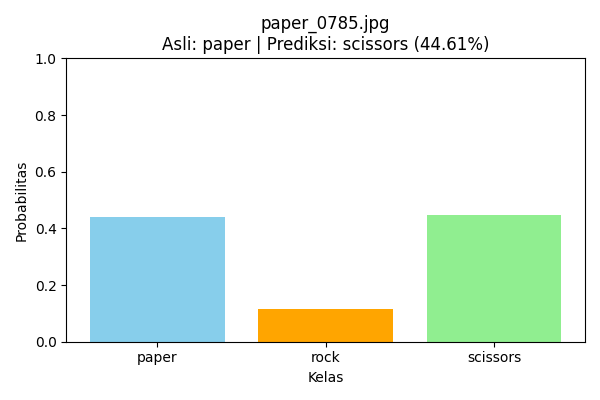 paper_0785.jpg
Asli: paper | Prediksi: scissors (44.61%)
1.0
0.8
0.6
0.4
0.2
0.0
Probabilitas
paper
rock
scissors
Kelas